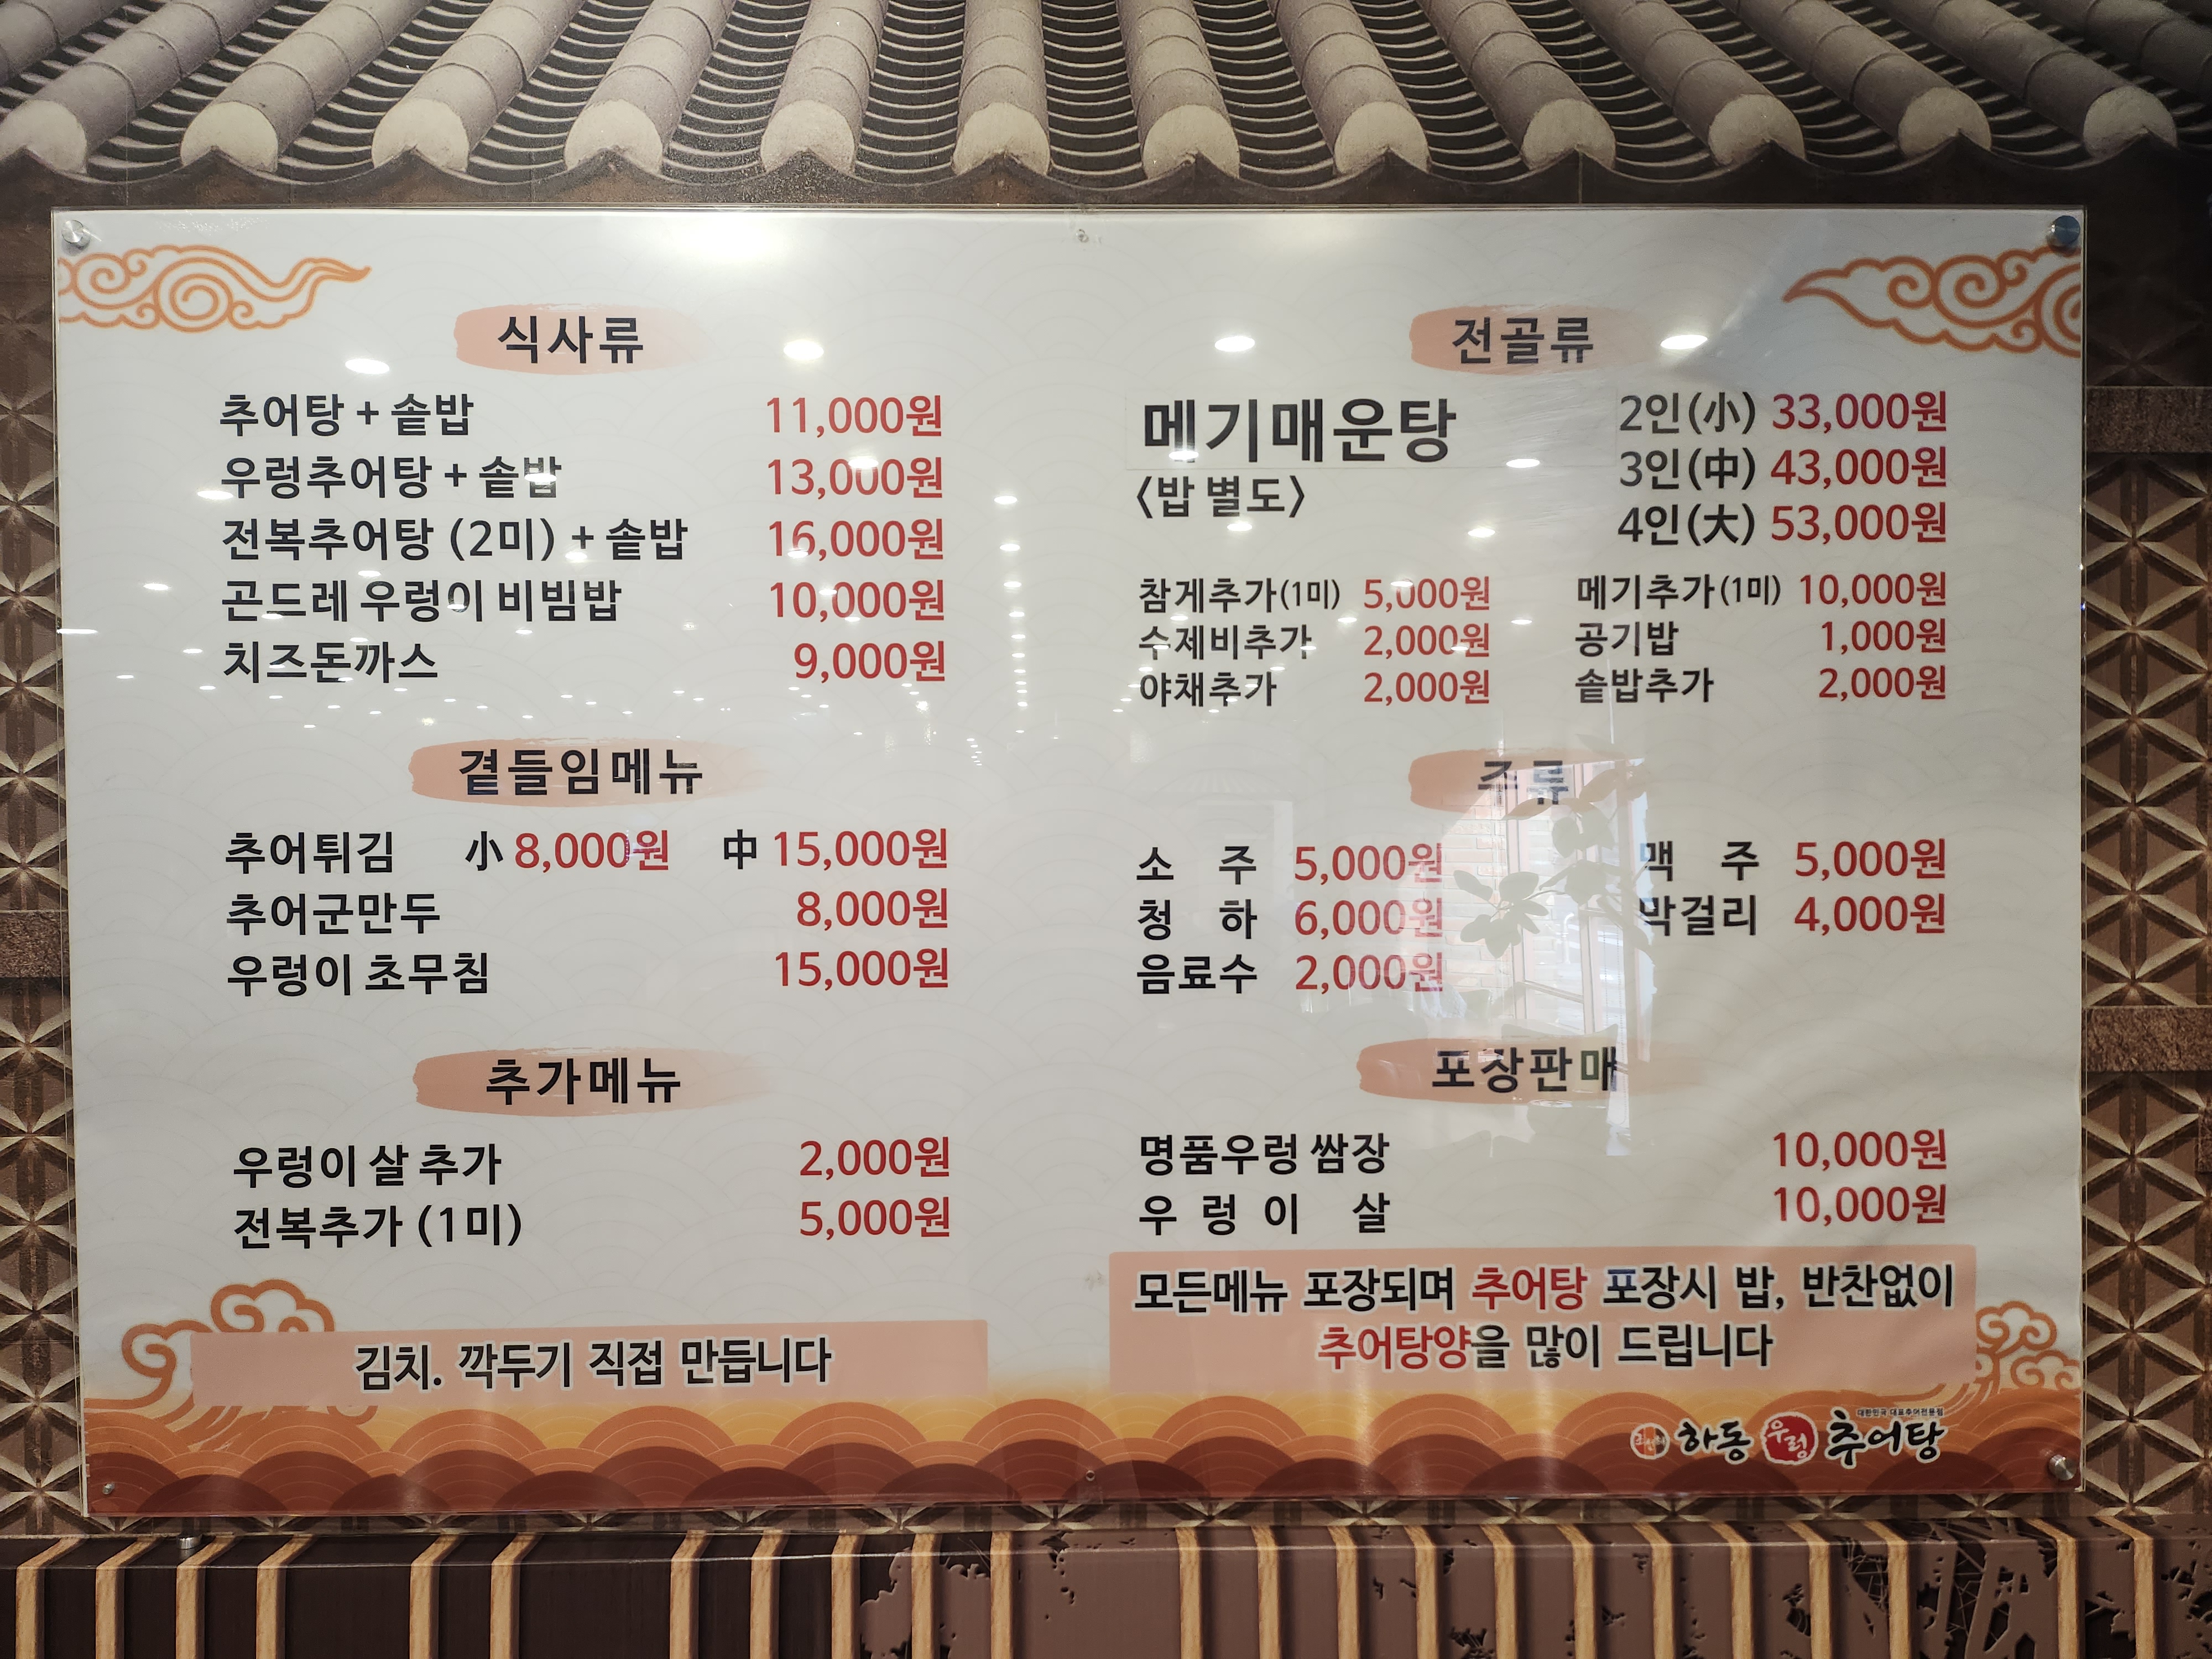 식사류
추어탕 + 솥밥 11,000원
우렁추어탕 + 솥밥 13,000원
전복추어탕 (2미) + 솥밥 16,000원
곤드레 우렁이 비빔밥 10,000원
치즈돈까스 9,000원
곁들임메뉴
추어튀김 小 8,000원 中 15,000원
추어군만두 8,000원
우렁이 초무침 15,000원
추가메뉴
우렁이 살 추가 2,000원
전복추가 (1미) 5,000원
김치. 깍두기 직접 만듭니다
전골류
메기매운탕 2인(小) 33,000원
3인(中) 43,000원
<밥 별도>
4인(大) 53,000원
참게추가(1미) 5,000원 메기추가(1미) 10,000원
수제비추가 2,000원 공기밥 1,000원
야채추가 2,000원 솥밥추가 2,000원
주류
소 주 5,000원 맥 주 5,000원
청 하 6,000원 막걸리 4,000원
음료수 2,000원
포장판매
명품우렁 쌈장 10,000원
우 렁 이 살 10,000원
모든메뉴 포장되며 추어탕 포장시 밥, 반찬없이
추어탕양을 많이 드립니다
대한민국 대표추어전문점
하동 우렁 추어탕